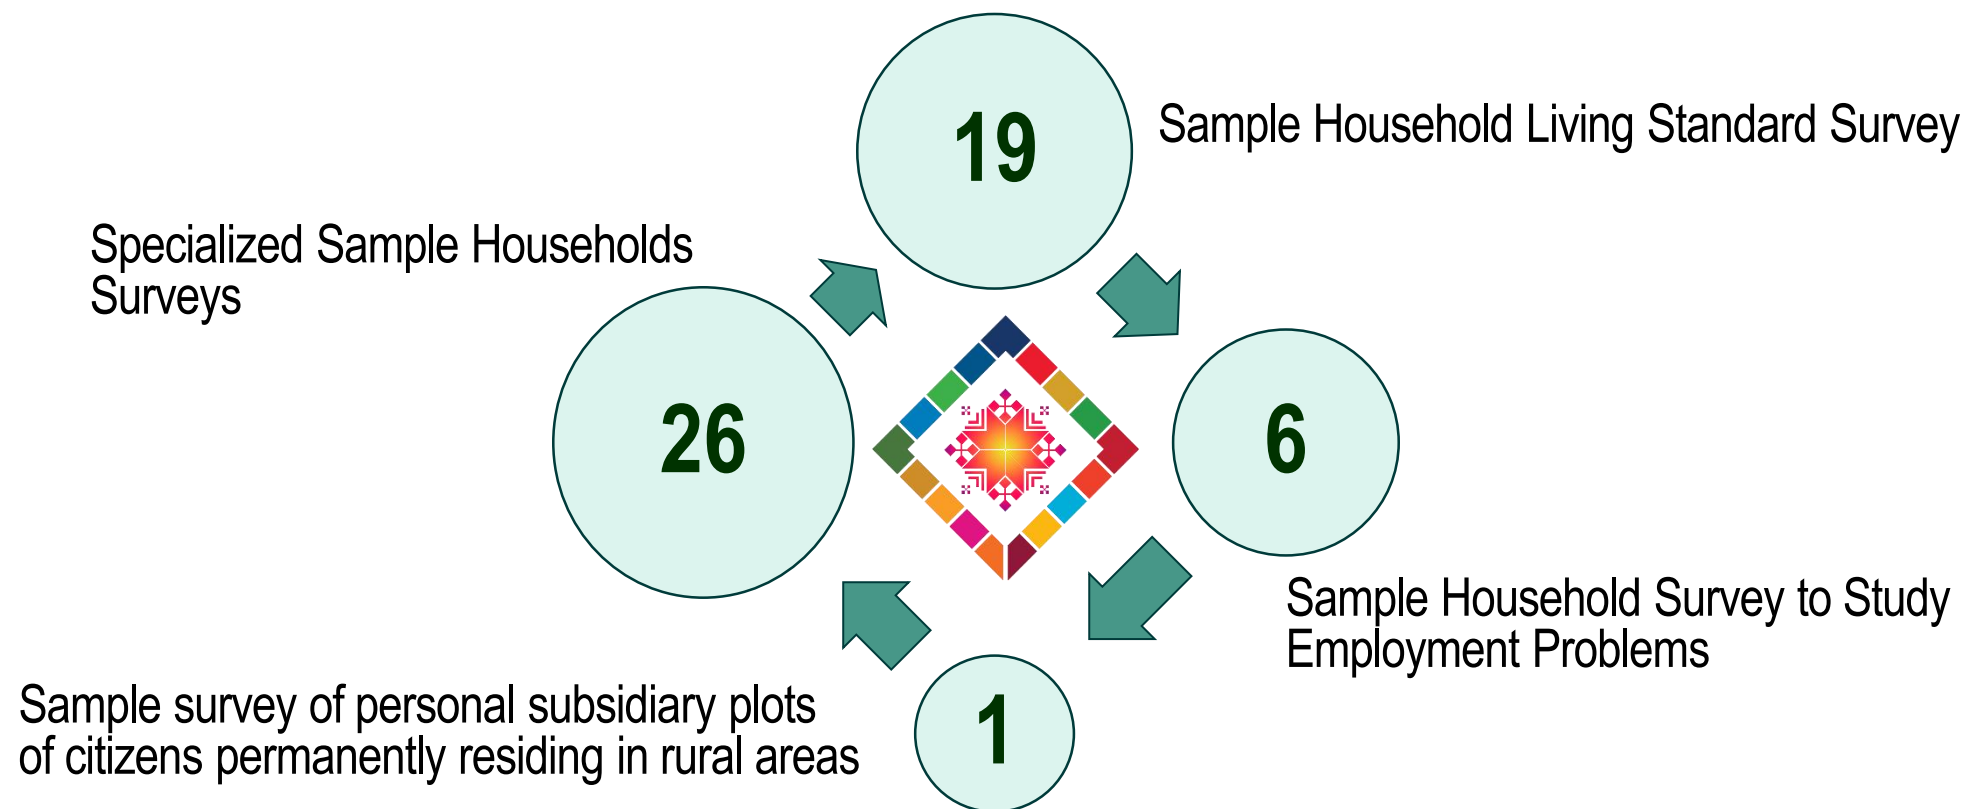 19
Sample Household Living Standard Survey
Specialized Sample Households
Surveys
26
6
Sample Household Survey to Study
Employment Problems
Sample survey of personal subsidiary plots
of citizens permanently residing in rural areas
1